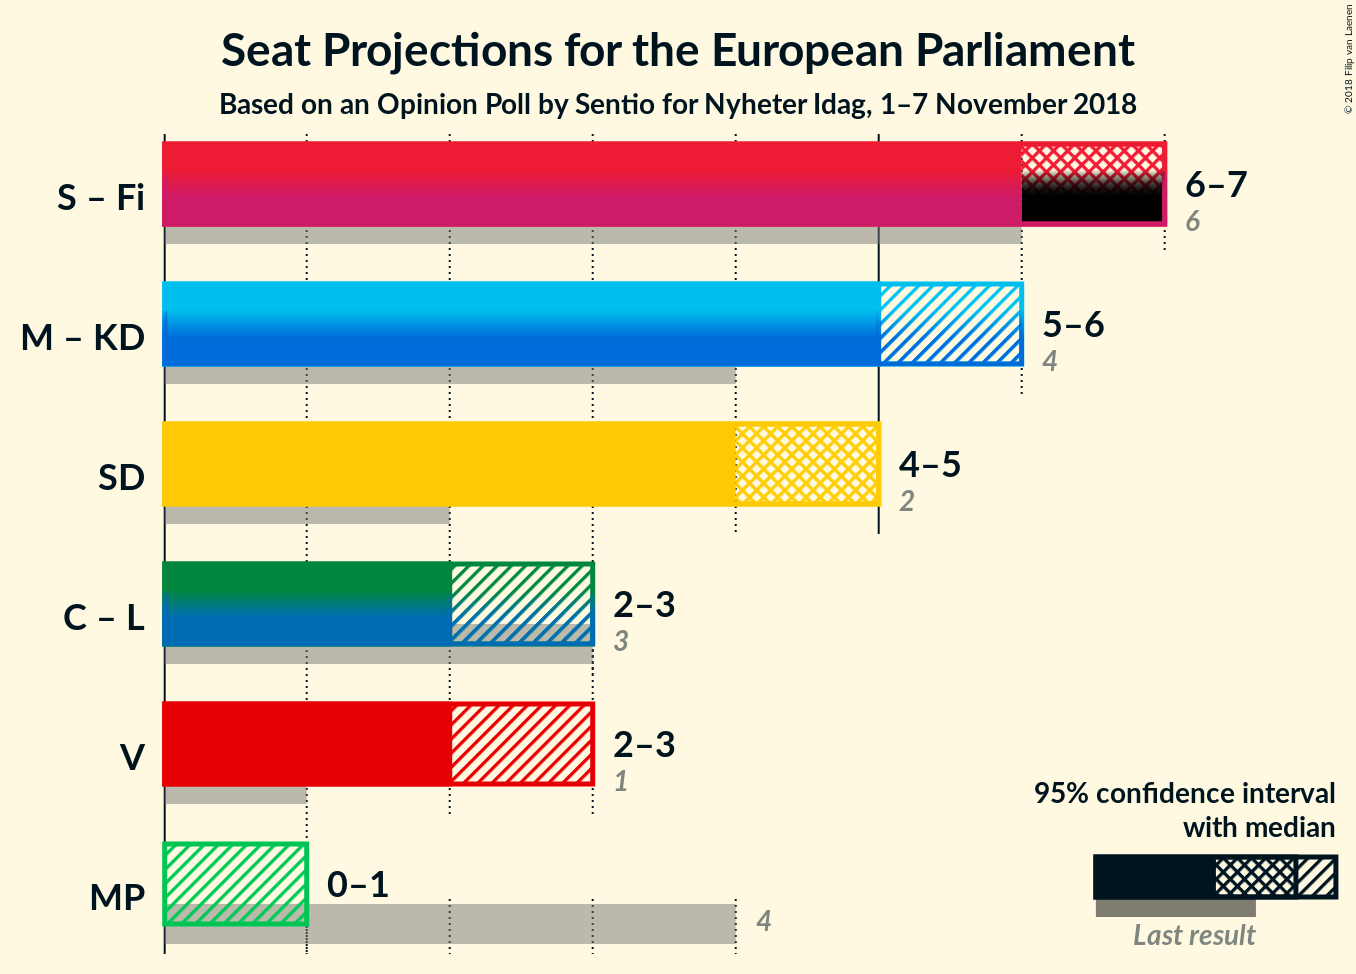 Seat Projections for the European Parliament
Based on an Opinion Poll by Sentio for Nyheter Idag, 1–7 November 2018
© 2018 Filip van Laenen
S – Fi
6–7
6
M – KD
5–6
4
SD
4–5
2
C – L
2–3
3
V
2–3
1
MP
0–1
4
95% confidence interval
with median
Last result